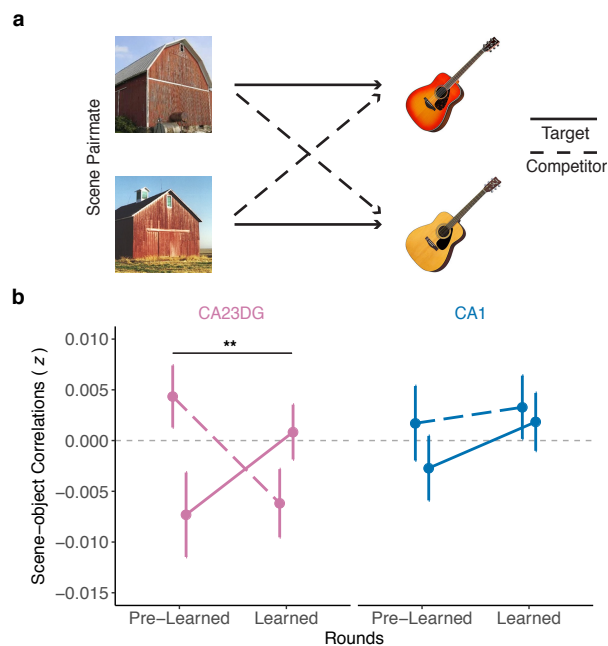 a
Scene Pairmate
Target
Competitor
b
CA23DG
CA1
Scene−object Correlations ( z )
0.010
**
0.005
0.000
−0.005
−0.010
−0.015
Pre−Learned
Learned
Pre−Learned
Learned
Rounds